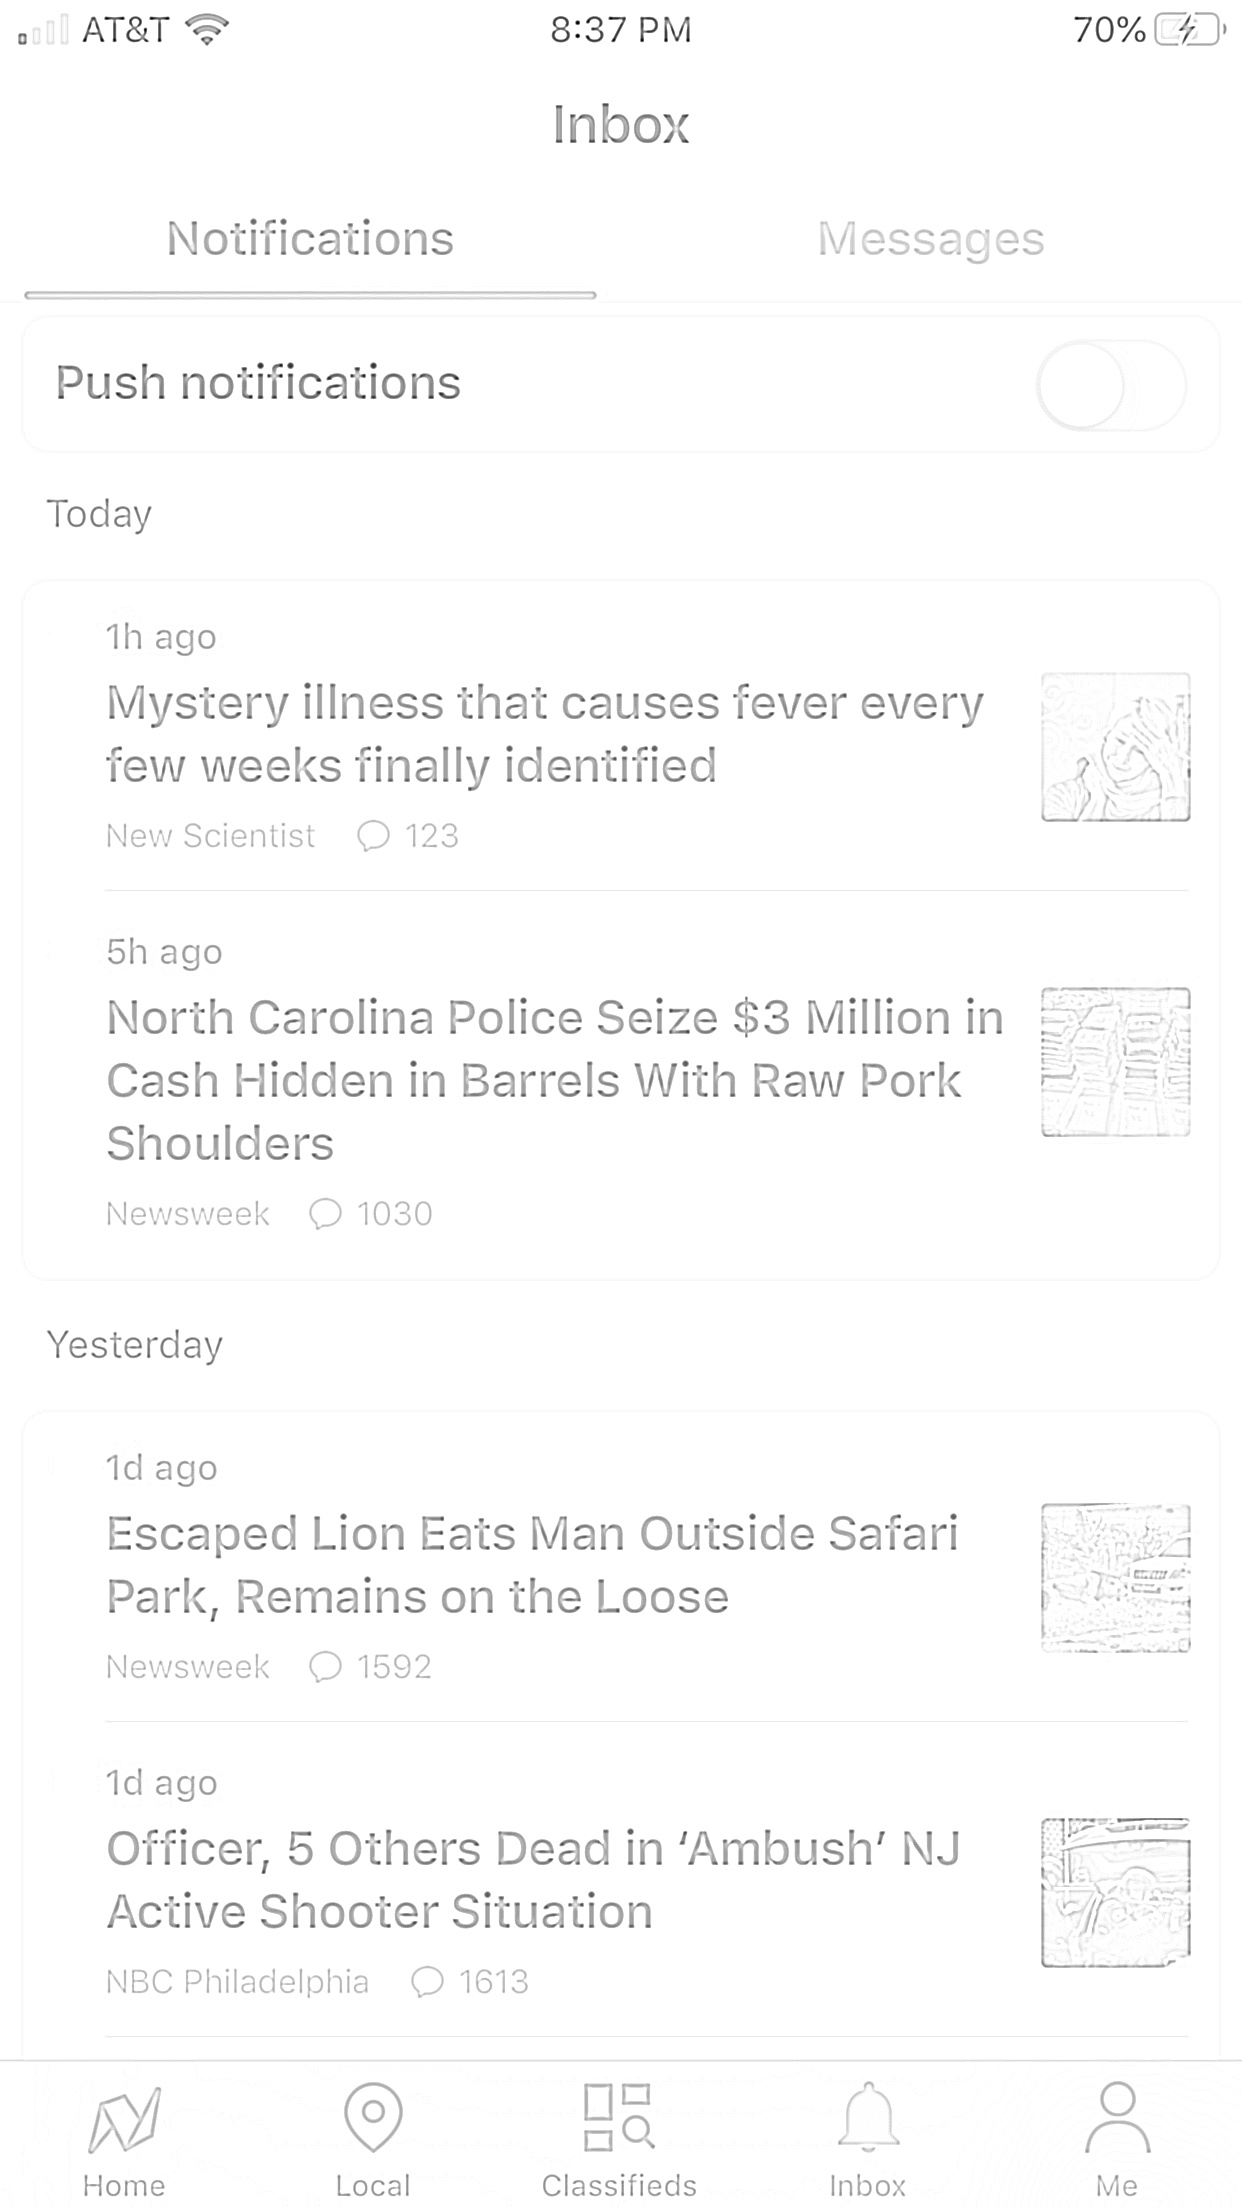 AT&T 8:37 PM 70%
Inbox
Notifications Messages
Push notifications
Today
1h ago
Mystery illness that causes fever every
few weeks finally identified
New Scientist 123
5h ago
North Carolina Police Seize $3 Million in
Cash Hidden in Barrels With Raw Pork
Shoulders
Newsweek 1030
Yesterday
1d ago
Escaped Lion Eats Man Outside Safari
Park, Remains on the Loose
Newsweek 1592
1d ago
Officer, 5 Others Dead in ‘Ambush’ NJ
Active Shooter Situation
NBC Philadelphia 1613
Home Local Classifieds Inbox Me